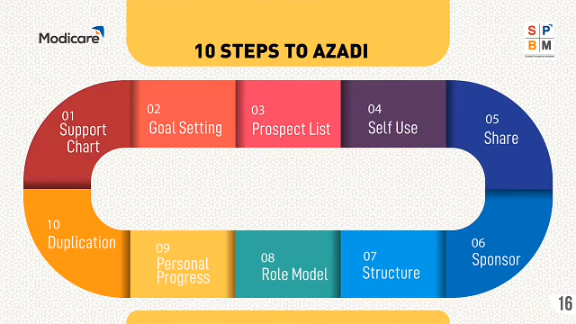 Modicare
10 STEPS TO AZADI
S P
B M
01
Support
Chart
02
Goal Setting
03
Prospect List
04
Self Use
05
Share
06
Sponsor
07
Structure
08
Role Model
09
Personal
Progress
10
Duplication
16